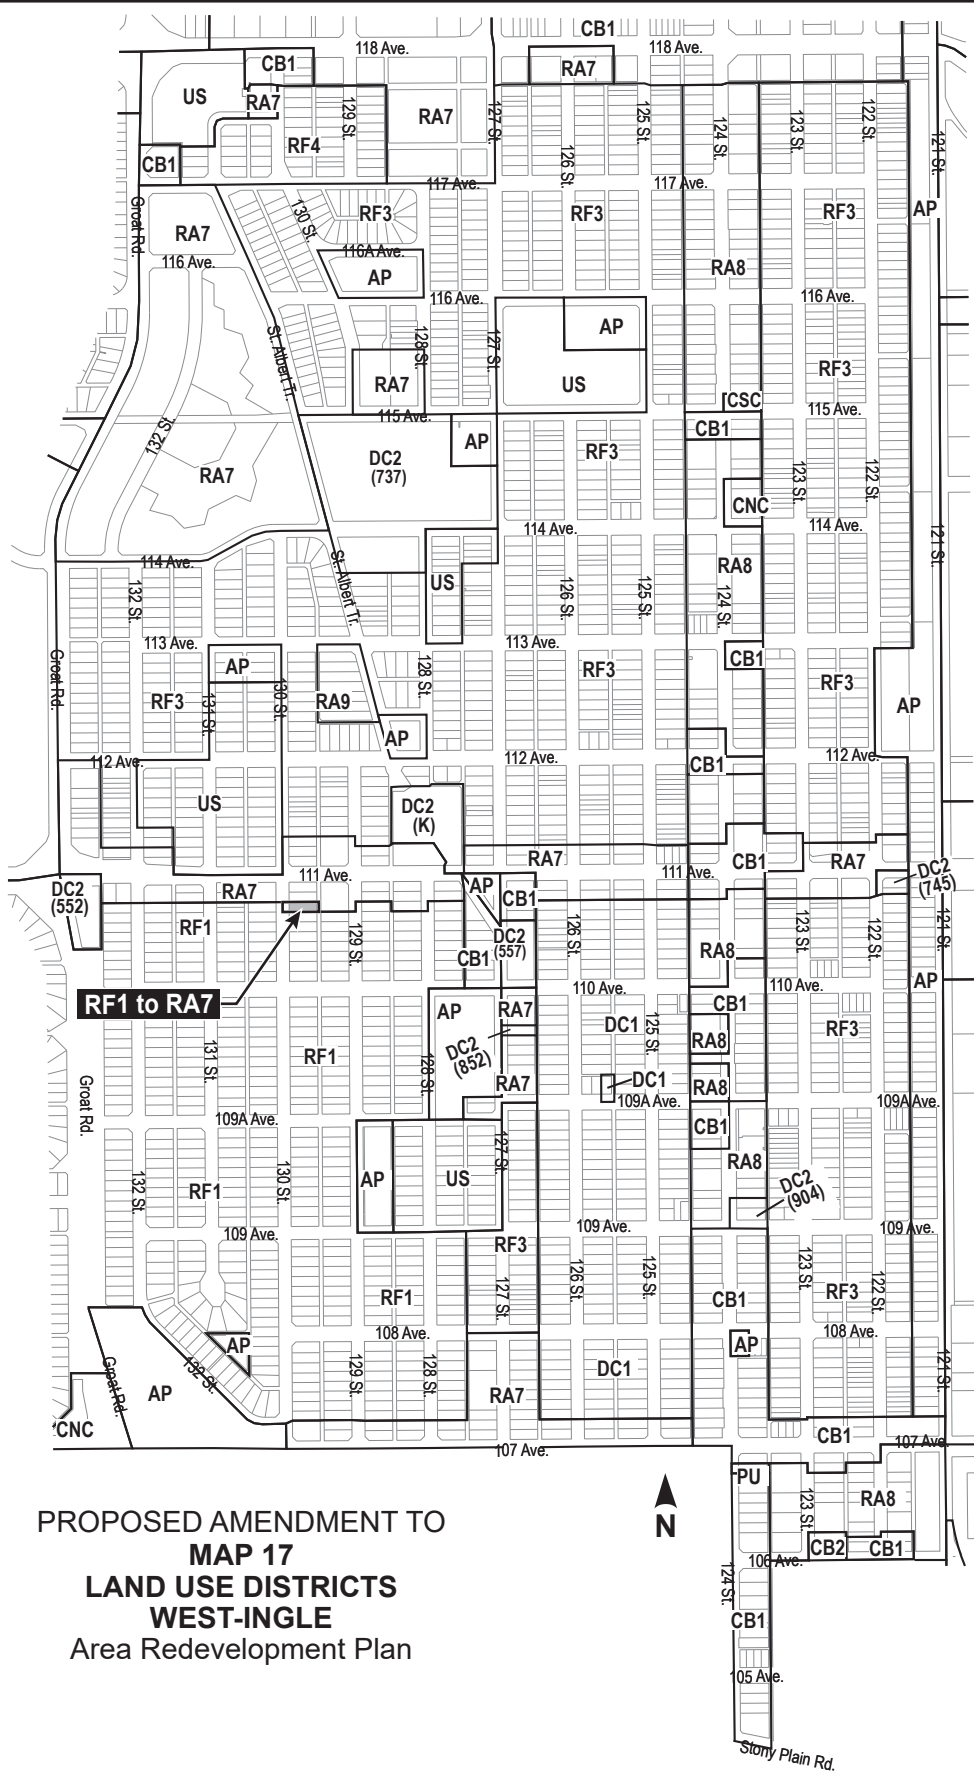 CB1
118 Ave.
118 Ave.
CB1
RA7
US
RA7
129 St.
RA7
127 St.
125 St.
124 St.
123 St.
122 St.
121 St.
RF4
126 St.
CB1
117 Ave.
117 Ave.
Groat Rd.
130 St.
RF3
RF3
RF3
AP
RA7
116A Ave.
116 Ave.
AP
RA8
116 Ave.
116 Ave.
St. Albert Tr.
128 St.
127 St.
AP
RF3
RA7
US
CSC
115 Ave.
115 Ave.
132 St.
AP
CB1
RF3
DC2
(737)
RA7
123 St.
122 St.
CNC
114 Ave.
114 Ave.
121 St.
114 Ave.
St. Albert Tr.
RA8
132 St.
US
126 St.
125 St.
124 St.
113 Ave.
113 Ave.
113 Ave.
Groat Rd.
AP
128 St.
RF3
CB1
RF3
RF3
131 St.
130 St.
RA9
AP
AP
112 Ave.
112 Ave.
112 Ave.
CB1
US
DC2
(K)
RA7
CB1
RA7
111 Ave.
111 Ave.
DC2
(745)
DC2
(552)
RA7
AP
CB1
RF1
129 St.
DC2
(557)
126 St.
123 St.
122 St.
121 St.
CB1
RA8
110 Ave.
110 Ave.
AP
RF1 to RA7
AP
RA7
CB1
DC1
125 St.
RF3
RA8
131 St.
RF1
DC2
(852)
128 St.
RA7
DC1
RA8
Groat Rd.
109A Ave.
109A Ave.
109A Ave.
CB1
127 St.
RA8
132 St.
RF1
130 St.
AP
US
DC2
(904)
109 Ave.
109 Ave.
109 Ave.
RF3
126 St.
125 St.
123 St.
122 St.
127 St.
RF1
CB1
RF3
108 Ave.
108 Ave.
AP
AP
Groat Rd.
132 St.
129 St.
128 St.
DC1
121 St.
AP
RA7
CNC
CB1
107 Ave.
107 Ave.
PU
N
123 St.
RA8
PROPOSED AMENDMENT TO
MAP 17
LAND USE DISTRICTS
WEST-INGLE
Area Redevelopment Plan
CB2
CB1
106 Ave.
124 St.
CB1
105 Ave.
Stony Plain Rd.